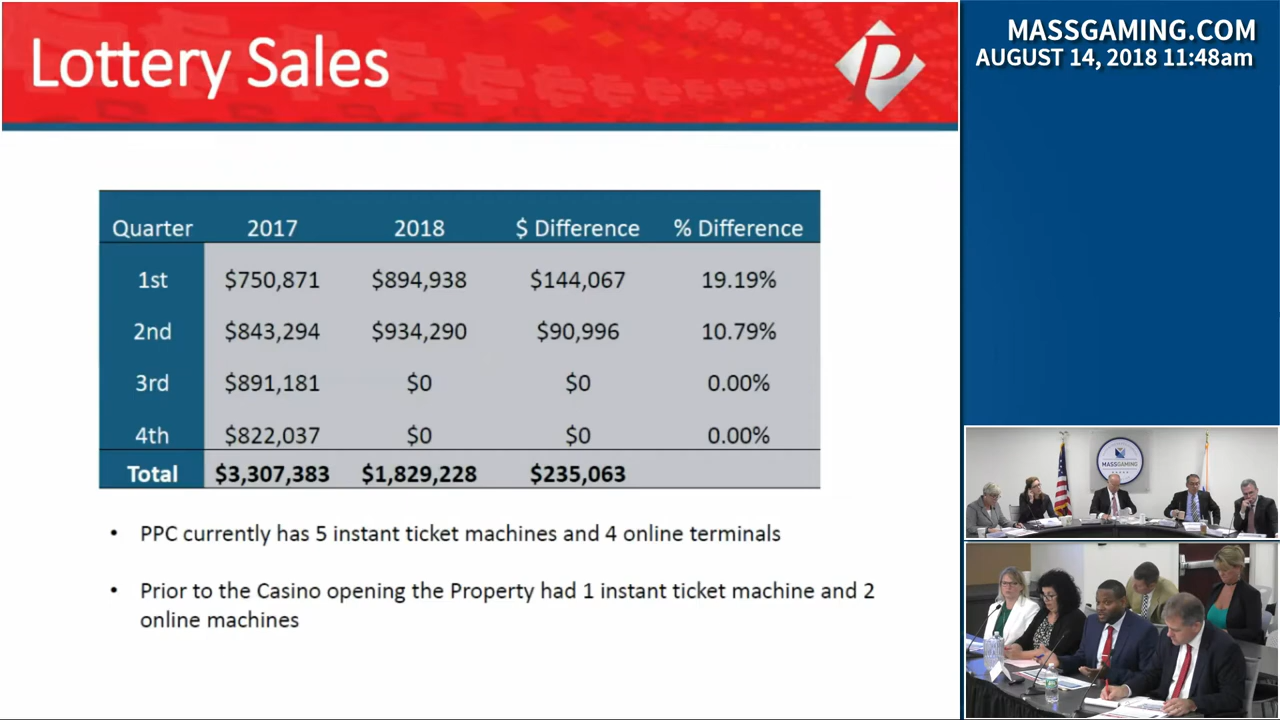 Lottery Sales
P
MASSGAMING.COM
AUGUST 14, 2018 11:48am
Quarter 2017 2018 $ Difference % Difference
1st $750,871 $894,938 $144,067 19.19%
2nd $843,294 $934,290 $90,996 10.79%
3rd $891,181 $0 $0 0.00%
4th $822,037 $0 $0 0.00%
Total $3,307,383 $1,829,228 $235,063
• PPC currently has 5 instant ticket machines and 4 online terminals
• Prior to the Casino opening the Property had 1 instant ticket machine and 2
online machines
MASSGAMING